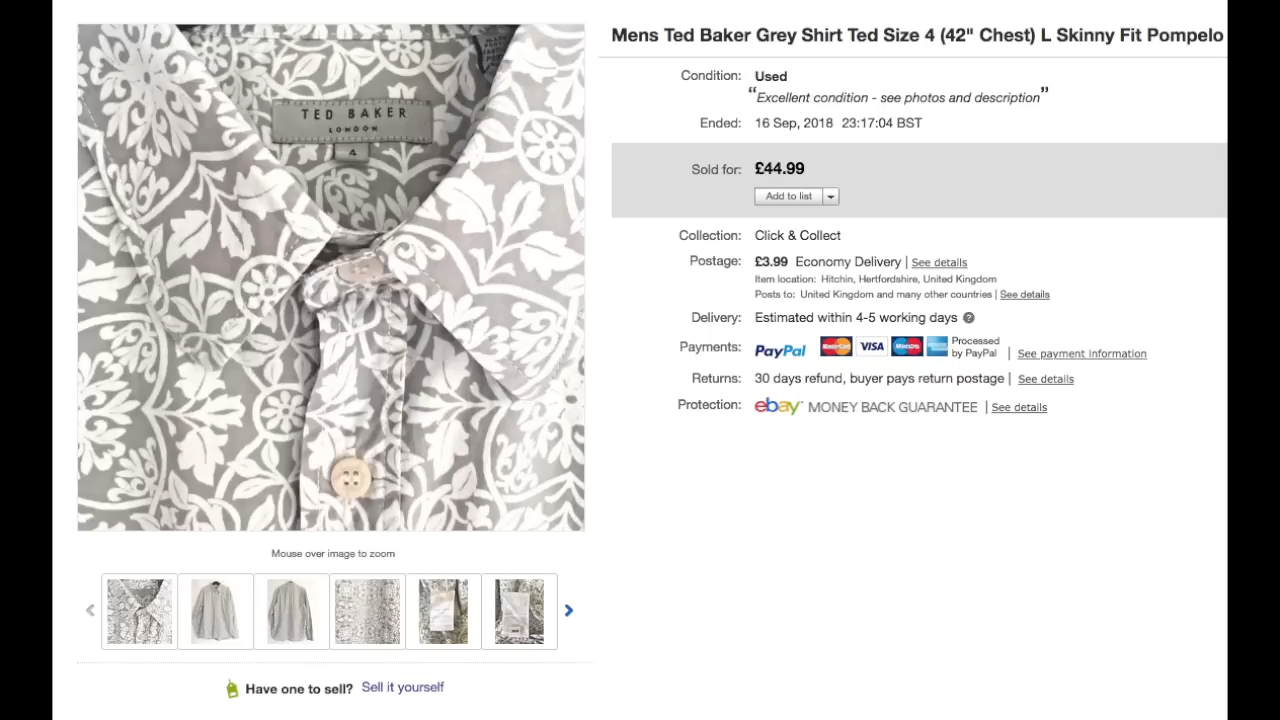 TED BAKER
LONDON
4
Mouse over image to zoom
Have one to sell? Sell it yourself
Mens Ted Baker Grey Shirt Ted Size 4 (42" Chest) L Skinny Fit Pompelo
Condition: Used
“Excellent condition - see photos and description”
Ended: 16 Sep, 2018 23:17:04 BST
Sold for: £44.99
Add to list
Collection: Click & Collect
Postage: £3.99 Economy Delivery | See details
Item location: Hitchin, Hertfordshire, United Kingdom
Posts to: United Kingdom and many other countries | See details
Delivery: Estimated within 4-5 working days
Payments: PayPal MasterCard VISA Maestro Processed by PayPal | See payment information
Returns: 30 days refund, buyer pays return postage | See details
Protection: ebay MONEY BACK GUARANTEE | See details